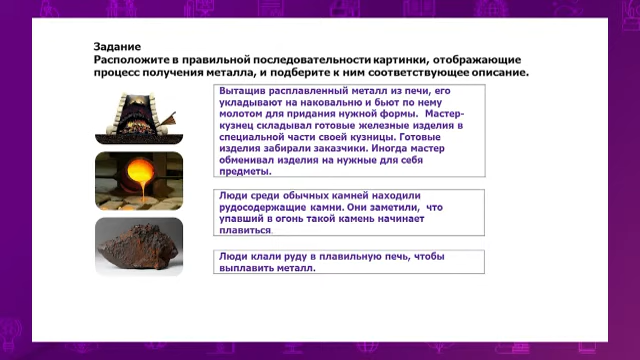 Задание
Расположите в правильной последовательности картинки, отображающие
процесс получения металла, и подберите к ним соответствующее описание.
Вытащив расплавленный металл из печи, его
укладывают на наковальню и бьют по нему
молотом для придания нужной формы. Мастер-
кузнец складывал готовые железные изделия в
специальной части своей кузницы. Готовые
изделия забирали заказчики. Иногда мастер
обменивал изделия на нужные для себя
предметы.
Люди среди обычных камней находили
рудосодержащие камни. Они заметили, что
упавший в огонь такой камень начинает
плавиться.
Люди клали руду в плавильную печь, чтобы
выплавить металл.